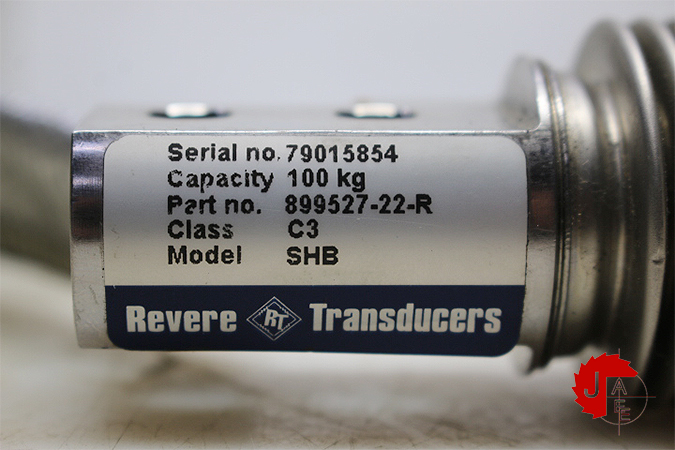 Serial no. 79015854
Capacity 100 kg
Part no. 899527-22-R
Class C3
Model SHB
Revere RT Transducers
J